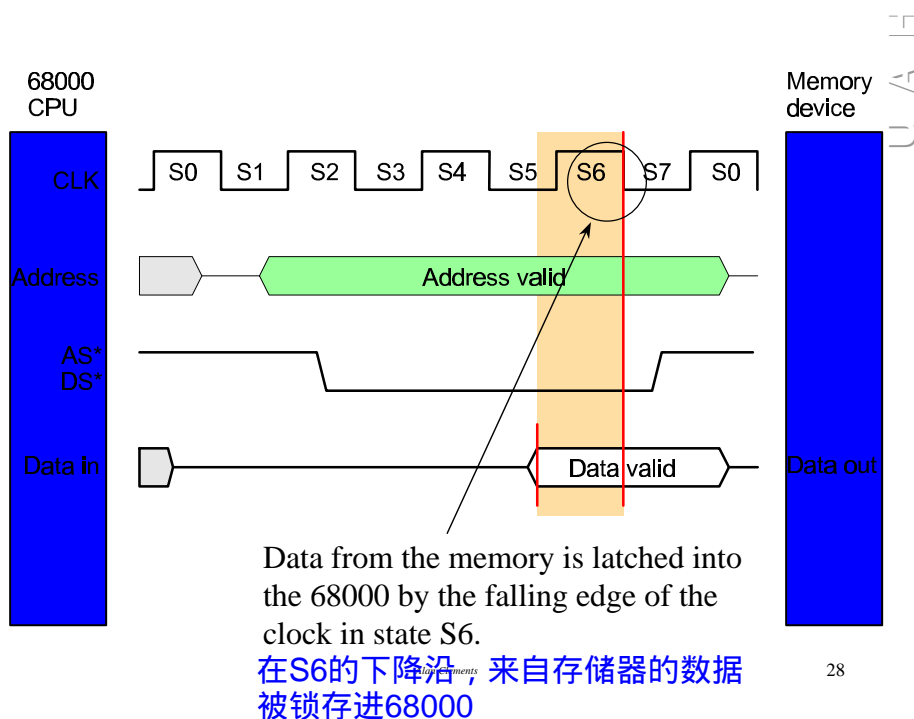 68000
CPU
Memory
device
CLK
S0 S1 S2 S3 S4 S5 S6 S7 S0
Address
Address valid
AS*
DS*
Data in
Data valid
Data out
Data from the memory is latched into
the 68000 by the falling edge of the
clock in state S6.
Alan Clements
在S6的下降沿，来自存储器的数据
被锁存进68000
28